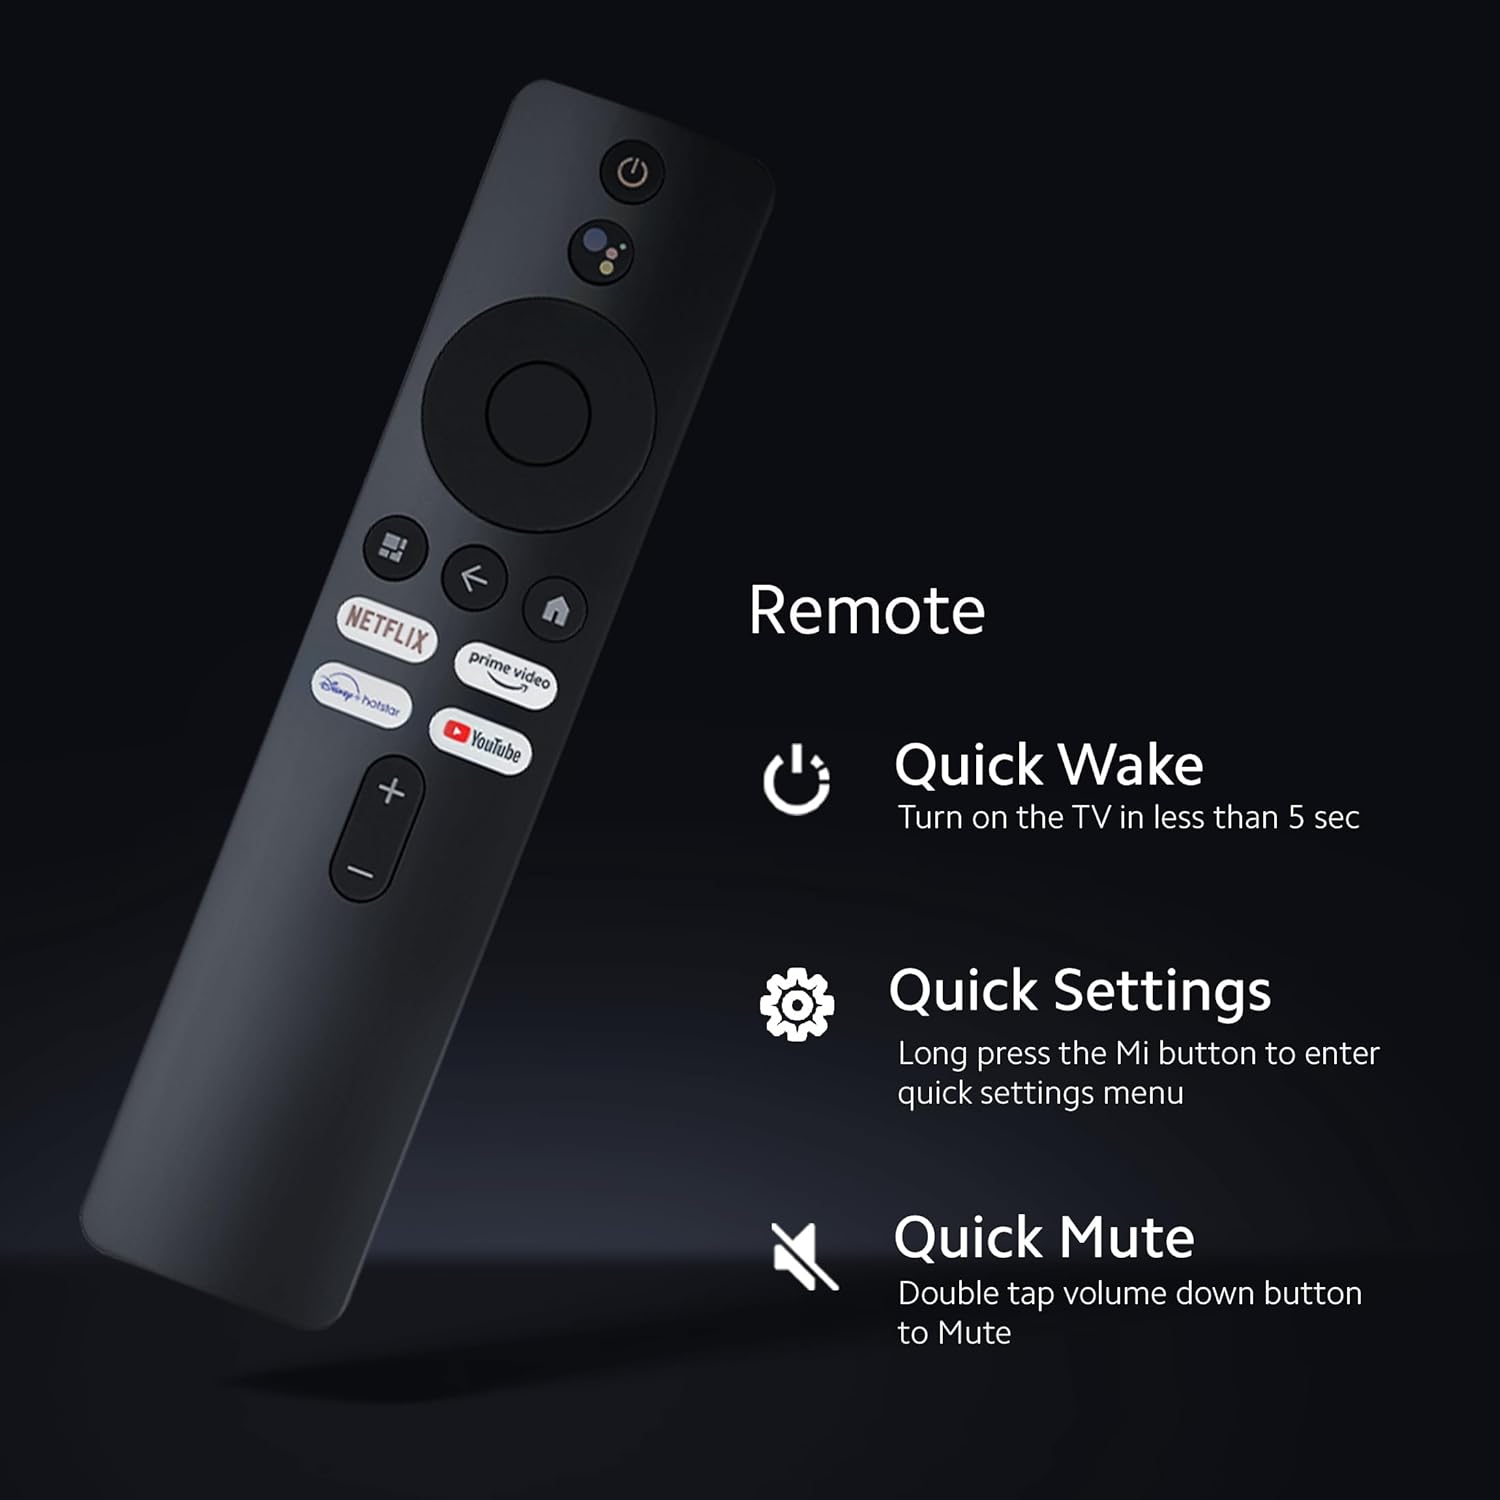 NETFLIX
prime video
Disney+ hotstar
YouTube
Remote
Quick Wake
Turn on the TV in less than 5 sec
Quick Settings
Long press the Mi button to enter
quick settings menu
Quick Mute
Double tap volume down button
to Mute